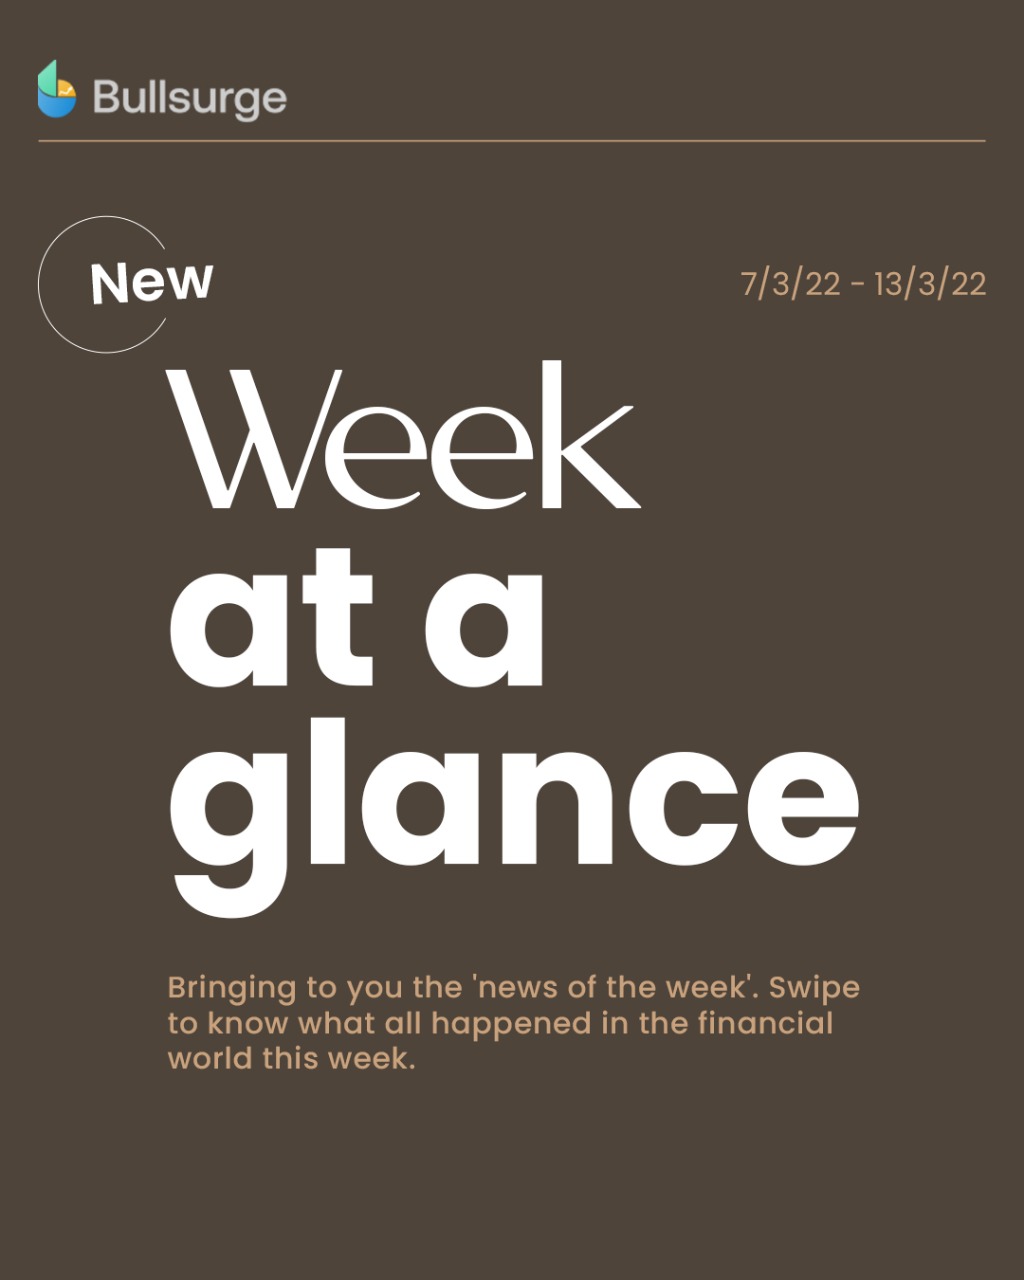 Bullsurge
New
7/3/22 - 13/3/22
Week
at a
glance
Bringing to you the 'news of the week'. Swipe
to know what all happened in the financial
world this week.